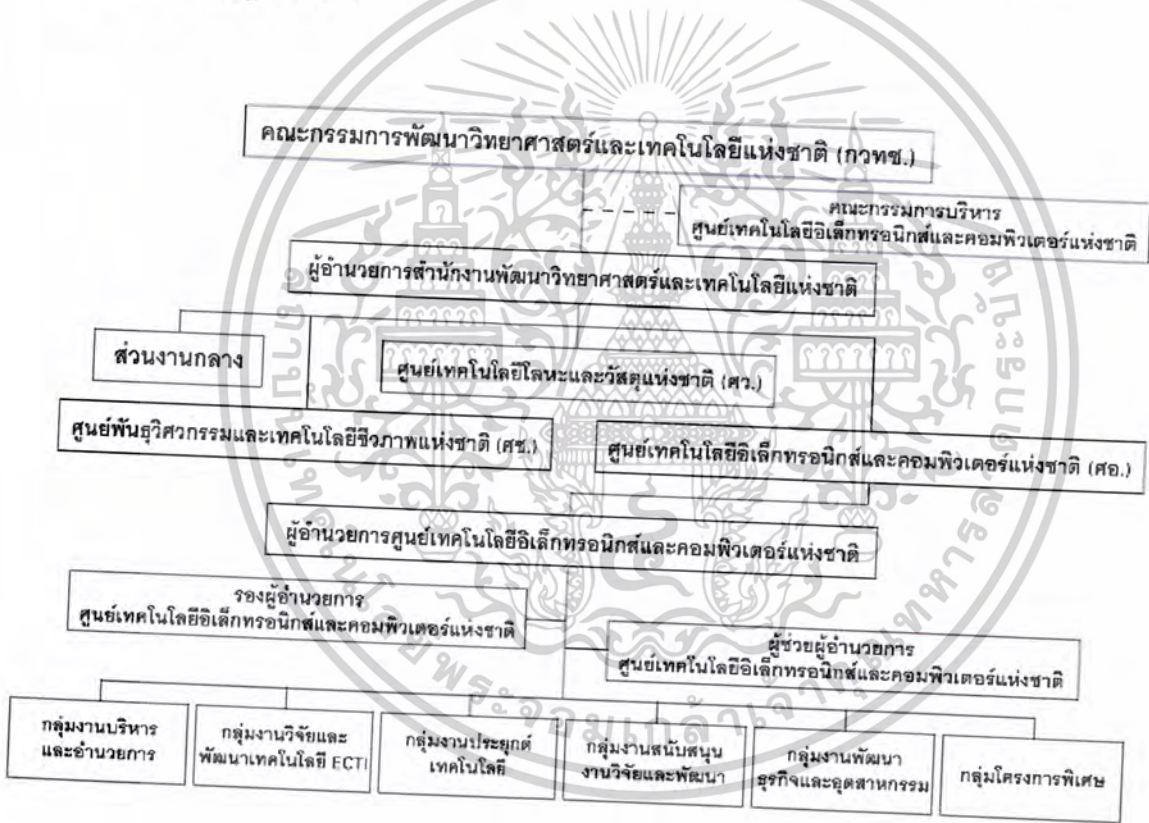 คณะกรรมการพัฒนาวิทยาศาสตร์และเทคโนโลยีแห่งชาติ (กวทช.)
คณะกรรมการบริหาร
ศูนย์เทคโนโลยีอิเล็กทรอนิกส์และคอมพิวเตอร์แห่งชาติ
ผู้อำนวยการสำนักงานพัฒนาวิทยาศาสตร์และเทคโนโลยีแห่งชาติ
ส่วนงานกลาง
ศูนย์เทคโนโลยีโลหะและวัสดุแห่งชาติ (ศว.)
ศูนย์พันธุวิศวกรรมและเทคโนโลยีชีวภาพแห่งชาติ (ศช.)
ศูนย์เทคโนโลยีอิเล็กทรอนิกส์และคอมพิวเตอร์แห่งชาติ (ศอ.)
ผู้อำนวยการศูนย์เทคโนโลยีอิเล็กทรอนิกส์และคอมพิวเตอร์แห่งชาติ
รองผู้อำนวยการ
ศูนย์เทคโนโลยีอิเล็กทรอนิกส์และคอมพิวเตอร์แห่งชาติ
ผู้ช่วยผู้อำนวยการ
ศูนย์เทคโนโลยีอิเล็กทรอนิกส์และคอมพิวเตอร์แห่งชาติ
กลุ่มงานบริหาร
และอำนวยการ
กลุ่มงานวิจัยและ
พัฒนาเทคโนโลยี ECTI
กลุ่มงานประยุกต์
เทคโนโลยี
กลุ่มงานสนับสนุน
งานวิจัยและพัฒนา
กลุ่มงานพัฒนา
ธุรกิจและอุตสาหกรรม
กลุ่มโครงการพิเศษ